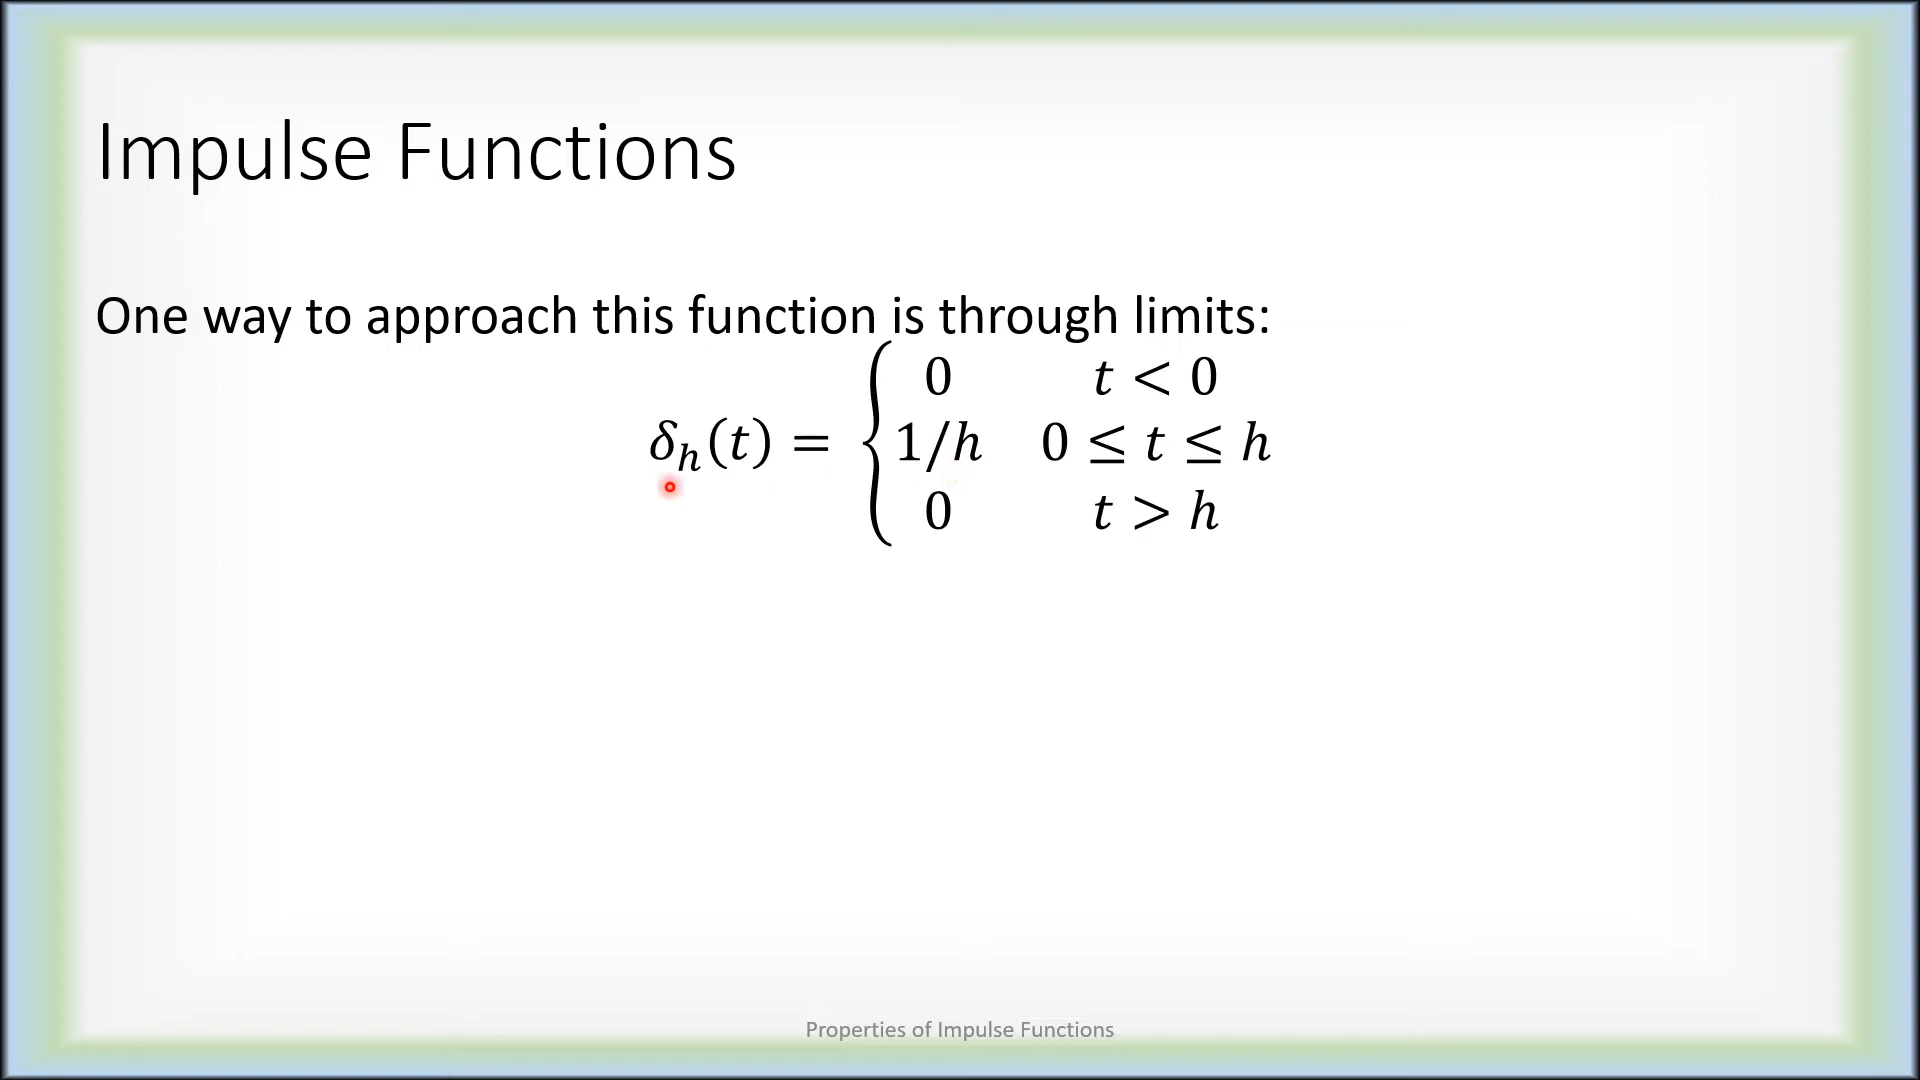 Impulse Functions
One way to approach this function is through limits:
0 t < 0
δₕ(t) = { 1/h 0 ≤ t ≤ h
0 t > h
Properties of Impulse Functions